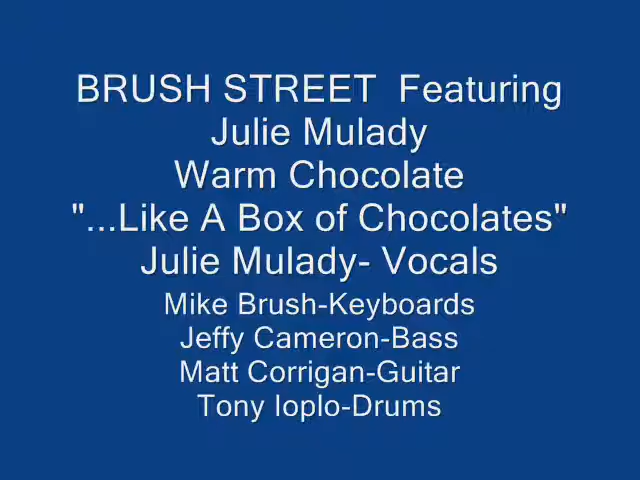 BRUSH STREET  Featuring
Julie Mulady
Warm Chocolate
"...Like A Box of Chocolates"
Julie Mulady- Vocals
Mike Brush-Keyboards
Jeffy Cameron-Bass
Matt Corrigan-Guitar
Tony Ioplo-Drums